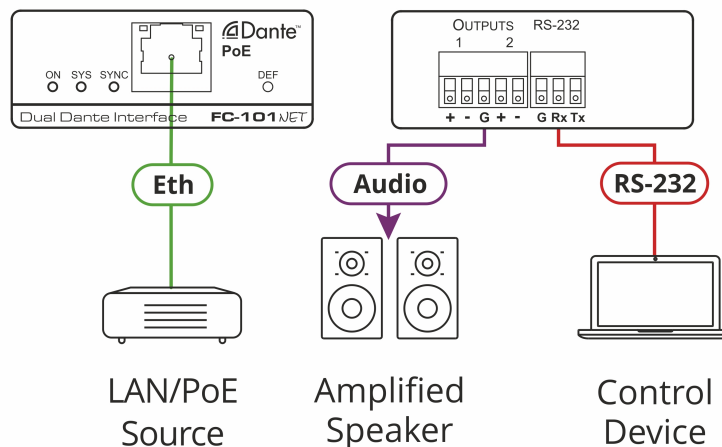 Dante™
PoE
ON SYS SYNC
DEF
Dual Dante Interface FC-101NET
OUTPUTS RS-232
1 2
+ - G + - G Rx Tx
Eth
Audio
RS-232
LAN/PoE
Source
Amplified
Speaker
Control
Device